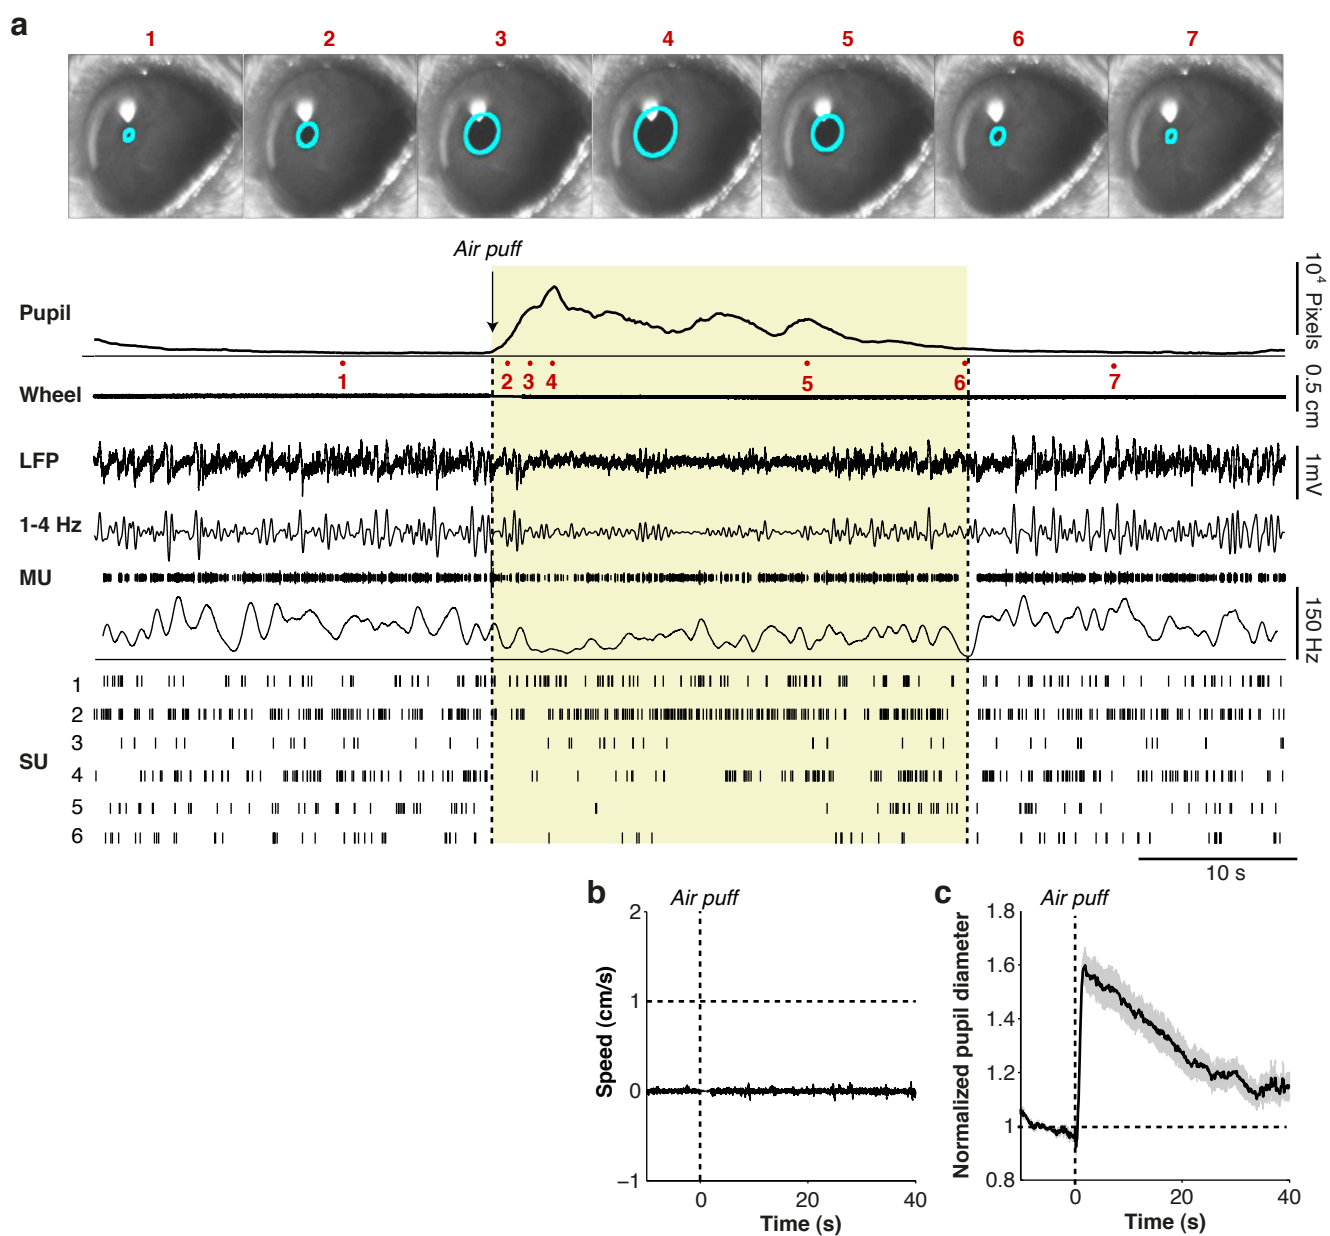 a
1 2 3 4 5 6 7
Air puff
Pupil
10⁴ Pixels
1 2 3 4 5 6 7
Wheel
0.5 cm
LFP
1mV
1-4 Hz
MU
150 Hz
SU
1
2
3
4
5
6
10 s
b
Air puff
2
1
0
−1
Speed (cm/s)
0 20 40
Time (s)
c
Air puff
1.8
1.6
1.4
1.2
1
0.8
Normalized pupil diameter
0 20 40
Time (s)